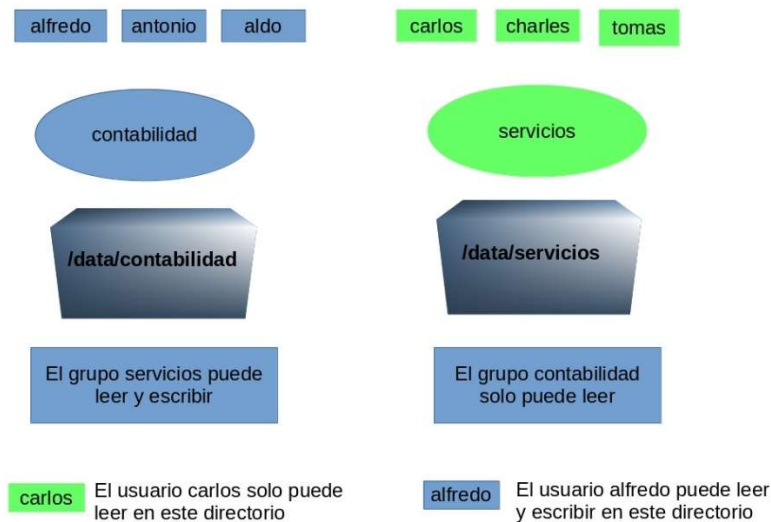 alfredo
antonio
aldo
carlos
charles
tomas
contabilidad
servicios
/data/contabilidad
/data/servicios
El grupo servicios puede
leer y escribir
El grupo contabilidad
solo puede leer
carlos
El usuario carlos solo puede
leer en este directorio
alfredo
El usuario alfredo puede leer
y escribir en este directorio